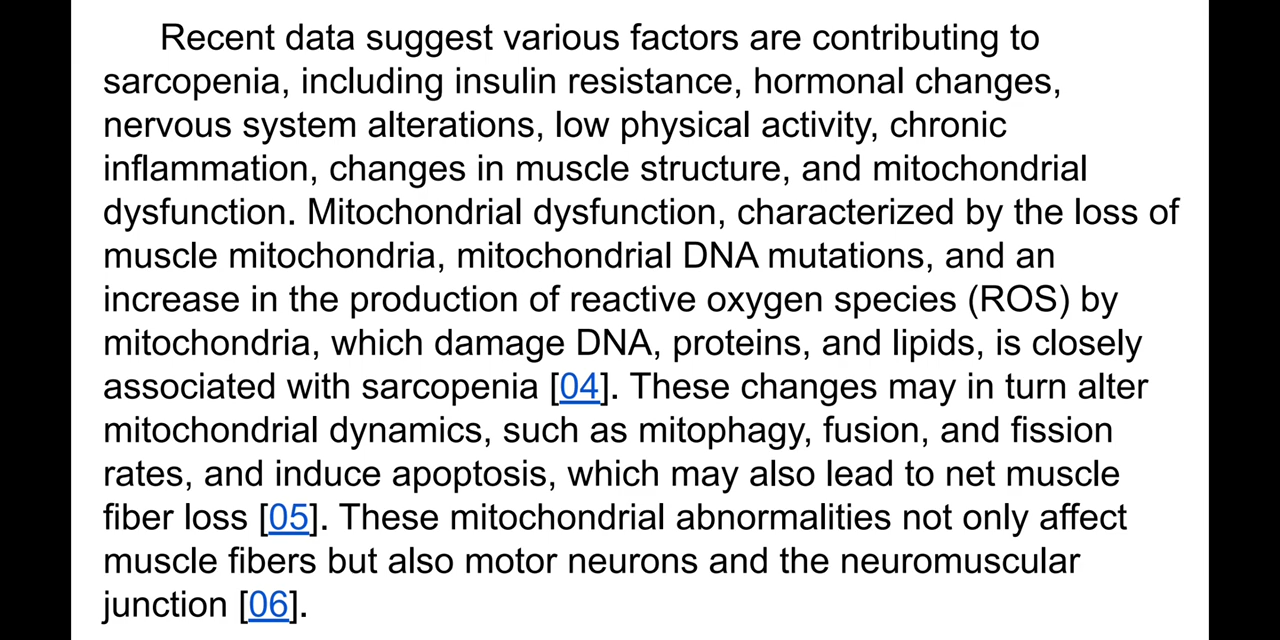 Recent data suggest various factors are contributing to
sarcopenia, including insulin resistance, hormonal changes,
nervous system alterations, low physical activity, chronic
inflammation, changes in muscle structure, and mitochondrial
dysfunction. Mitochondrial dysfunction, characterized by the loss of
muscle mitochondria, mitochondrial DNA mutations, and an
increase in the production of reactive oxygen species (ROS) by
mitochondria, which damage DNA, proteins, and lipids, is closely
associated with sarcopenia [04]. These changes may in turn alter
mitochondrial dynamics, such as mitophagy, fusion, and fission
rates, and induce apoptosis, which may also lead to net muscle
fiber loss [05]. These mitochondrial abnormalities not only affect
muscle fibers but also motor neurons and the neuromuscular
junction [06].